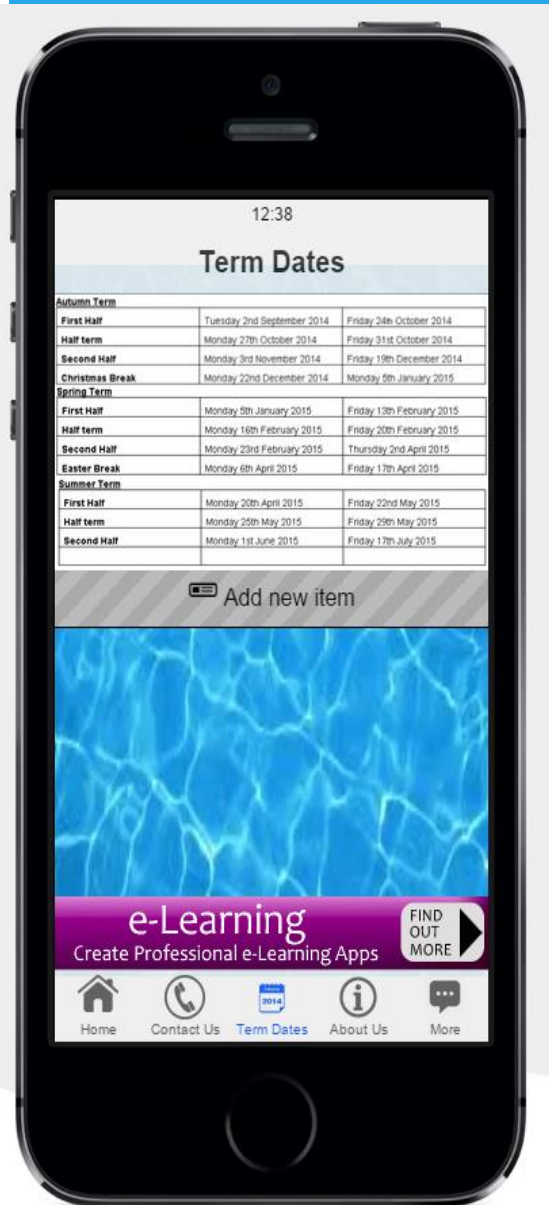 12:38
Term Dates
Autumn Term
First Half Tuesday 2nd September 2014 Friday 24th October 2014
Half term Monday 27th October 2014 Friday 31st October 2014
Second Half Monday 3rd November 2014 Friday 19th December 2014
Christmas Break Monday 22nd December 2014 Monday 5th January 2015
Spring Term
First Half Monday 5th January 2015 Friday 13th February 2015
Half term Monday 16th February 2015 Friday 20th February 2015
Second Half Monday 23rd February 2015 Thursday 2nd April 2015
Easter Break Monday 6th April 2015 Friday 17th April 2015
Summer Term
First Half Monday 20th April 2015 Friday 22nd May 2015
Half term Monday 25th May 2015 Friday 29th May 2015
Second Half Monday 1st June 2015 Friday 17th July 2015
Add new item
e-Learning
Create Professional e-Learning Apps
FIND
OUT
MORE
2014
Home Contact Us Term Dates About Us More